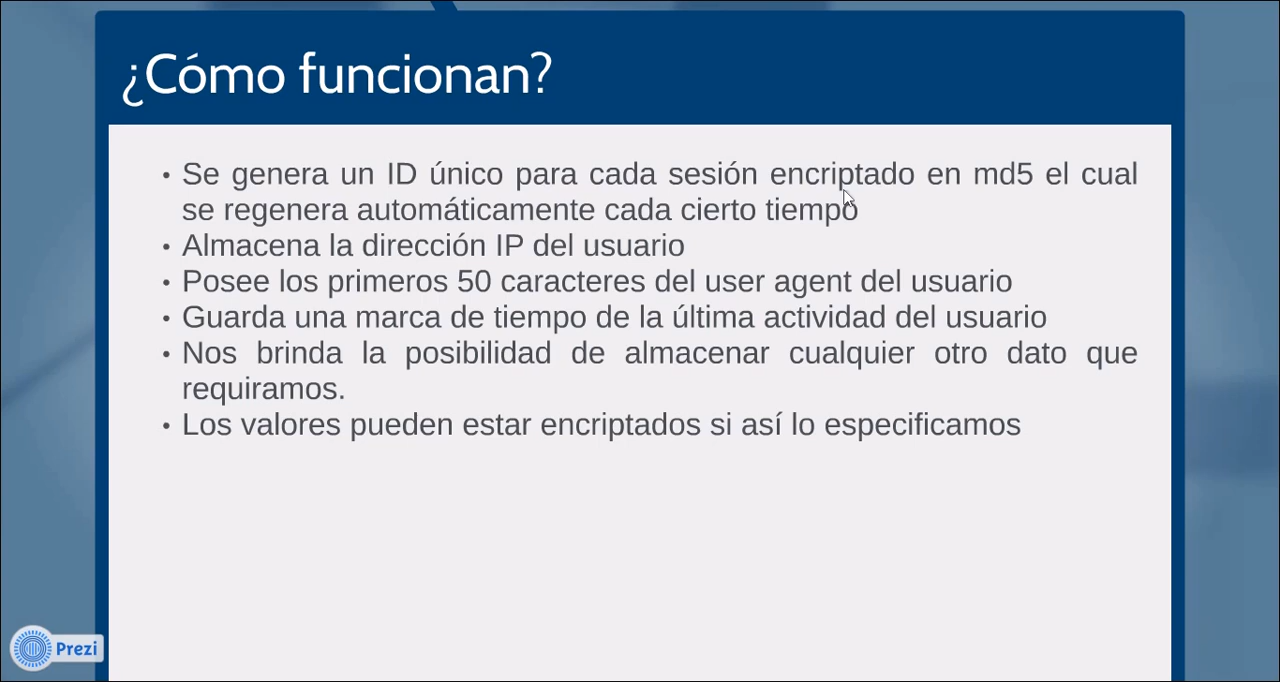 ¿Cómo funcionan?
• Se genera un ID único para cada sesión encriptado en md5 el cual
se regenera automáticamente cada cierto tiempo
• Almacena la dirección IP del usuario
• Posee los primeros 50 caracteres del user agent del usuario
• Guarda una marca de tiempo de la última actividad del usuario
• Nos brinda la posibilidad de almacenar cualquier otro dato que
requiramos.
• Los valores pueden estar encriptados si así lo especificamos
Prezi